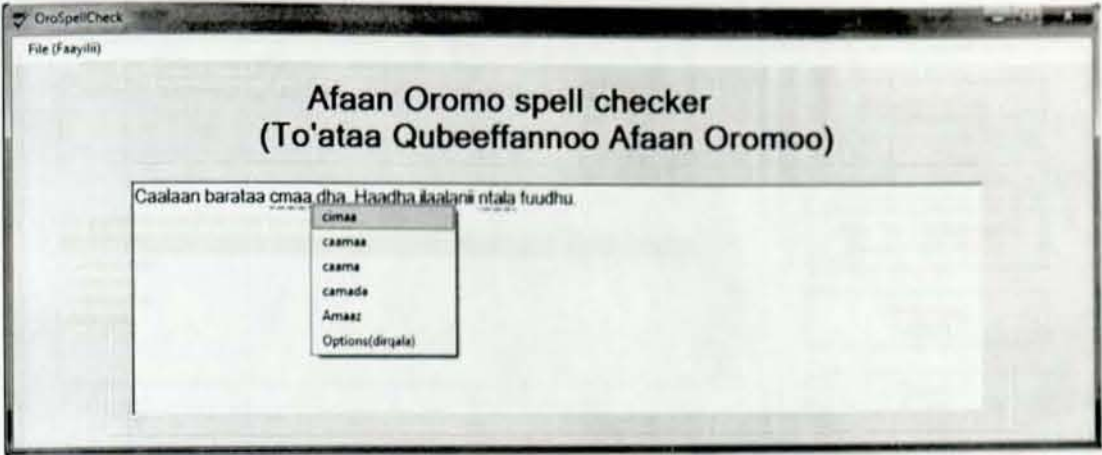 OroSpellCheck
File (Faayilii)
Afaan Oromo spell checker
(To'ataa Qubeeffannoo Afaan Oromoo)
Caalaan barataa cmaa dha. Haadha ilaalanii ntala fuudhu.
cimaa
caamaa
caama
camada
Amaaz
Options(dirqala)